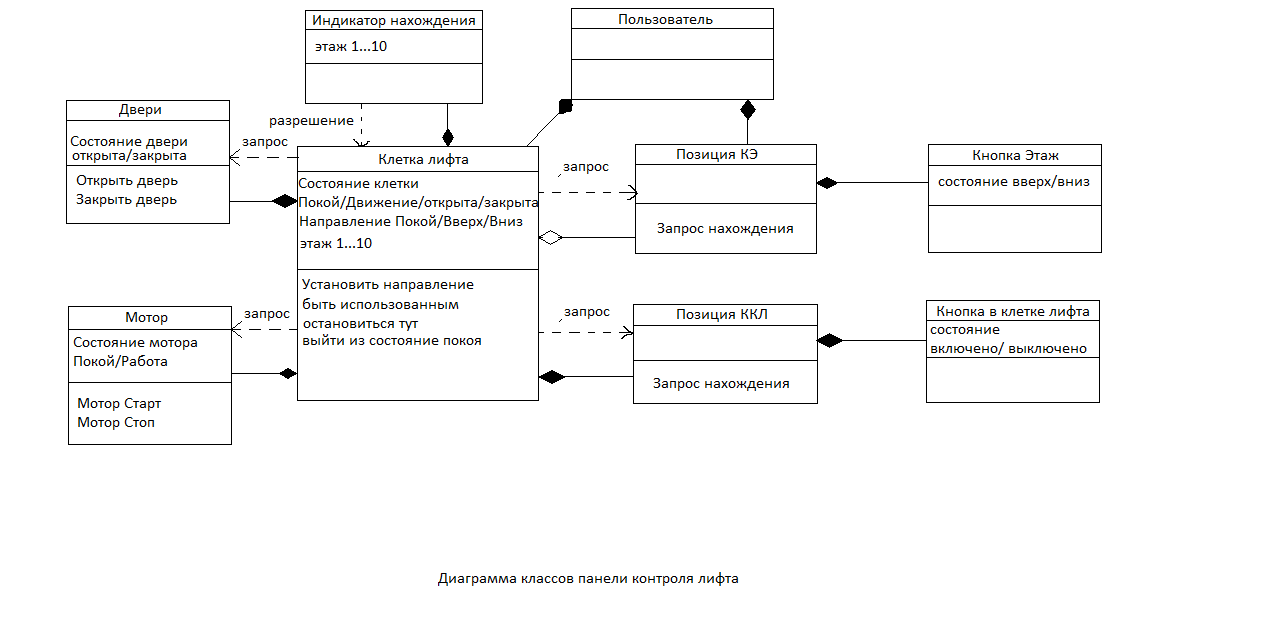 Индикатор нахождения
этаж 1...10
Пользователь
Двери
Состояние двери
открыта/закрыта
Открыть дверь
Закрыть дверь
разрешение
запрос
Клетка лифта
Состояние клетки
Покой/Движение/открыта/закрыта
Направление Покой/Вверх/Вниз
этаж 1...10
Установить направление
быть использованным
остановиться тут
выйти из состояние покоя
запрос
Позиция КЭ
Запрос нахождения
Кнопка Этаж
состояние вверх/вниз
Мотор
Состояние мотора
Покой/Работа
Мотор Старт
Мотор Стоп
запрос
запрос
Позиция ККЛ
Запрос нахождения
Кнопка в клетке лифта
состояние
включено/ выключено
Диаграмма классов панели контроля лифта